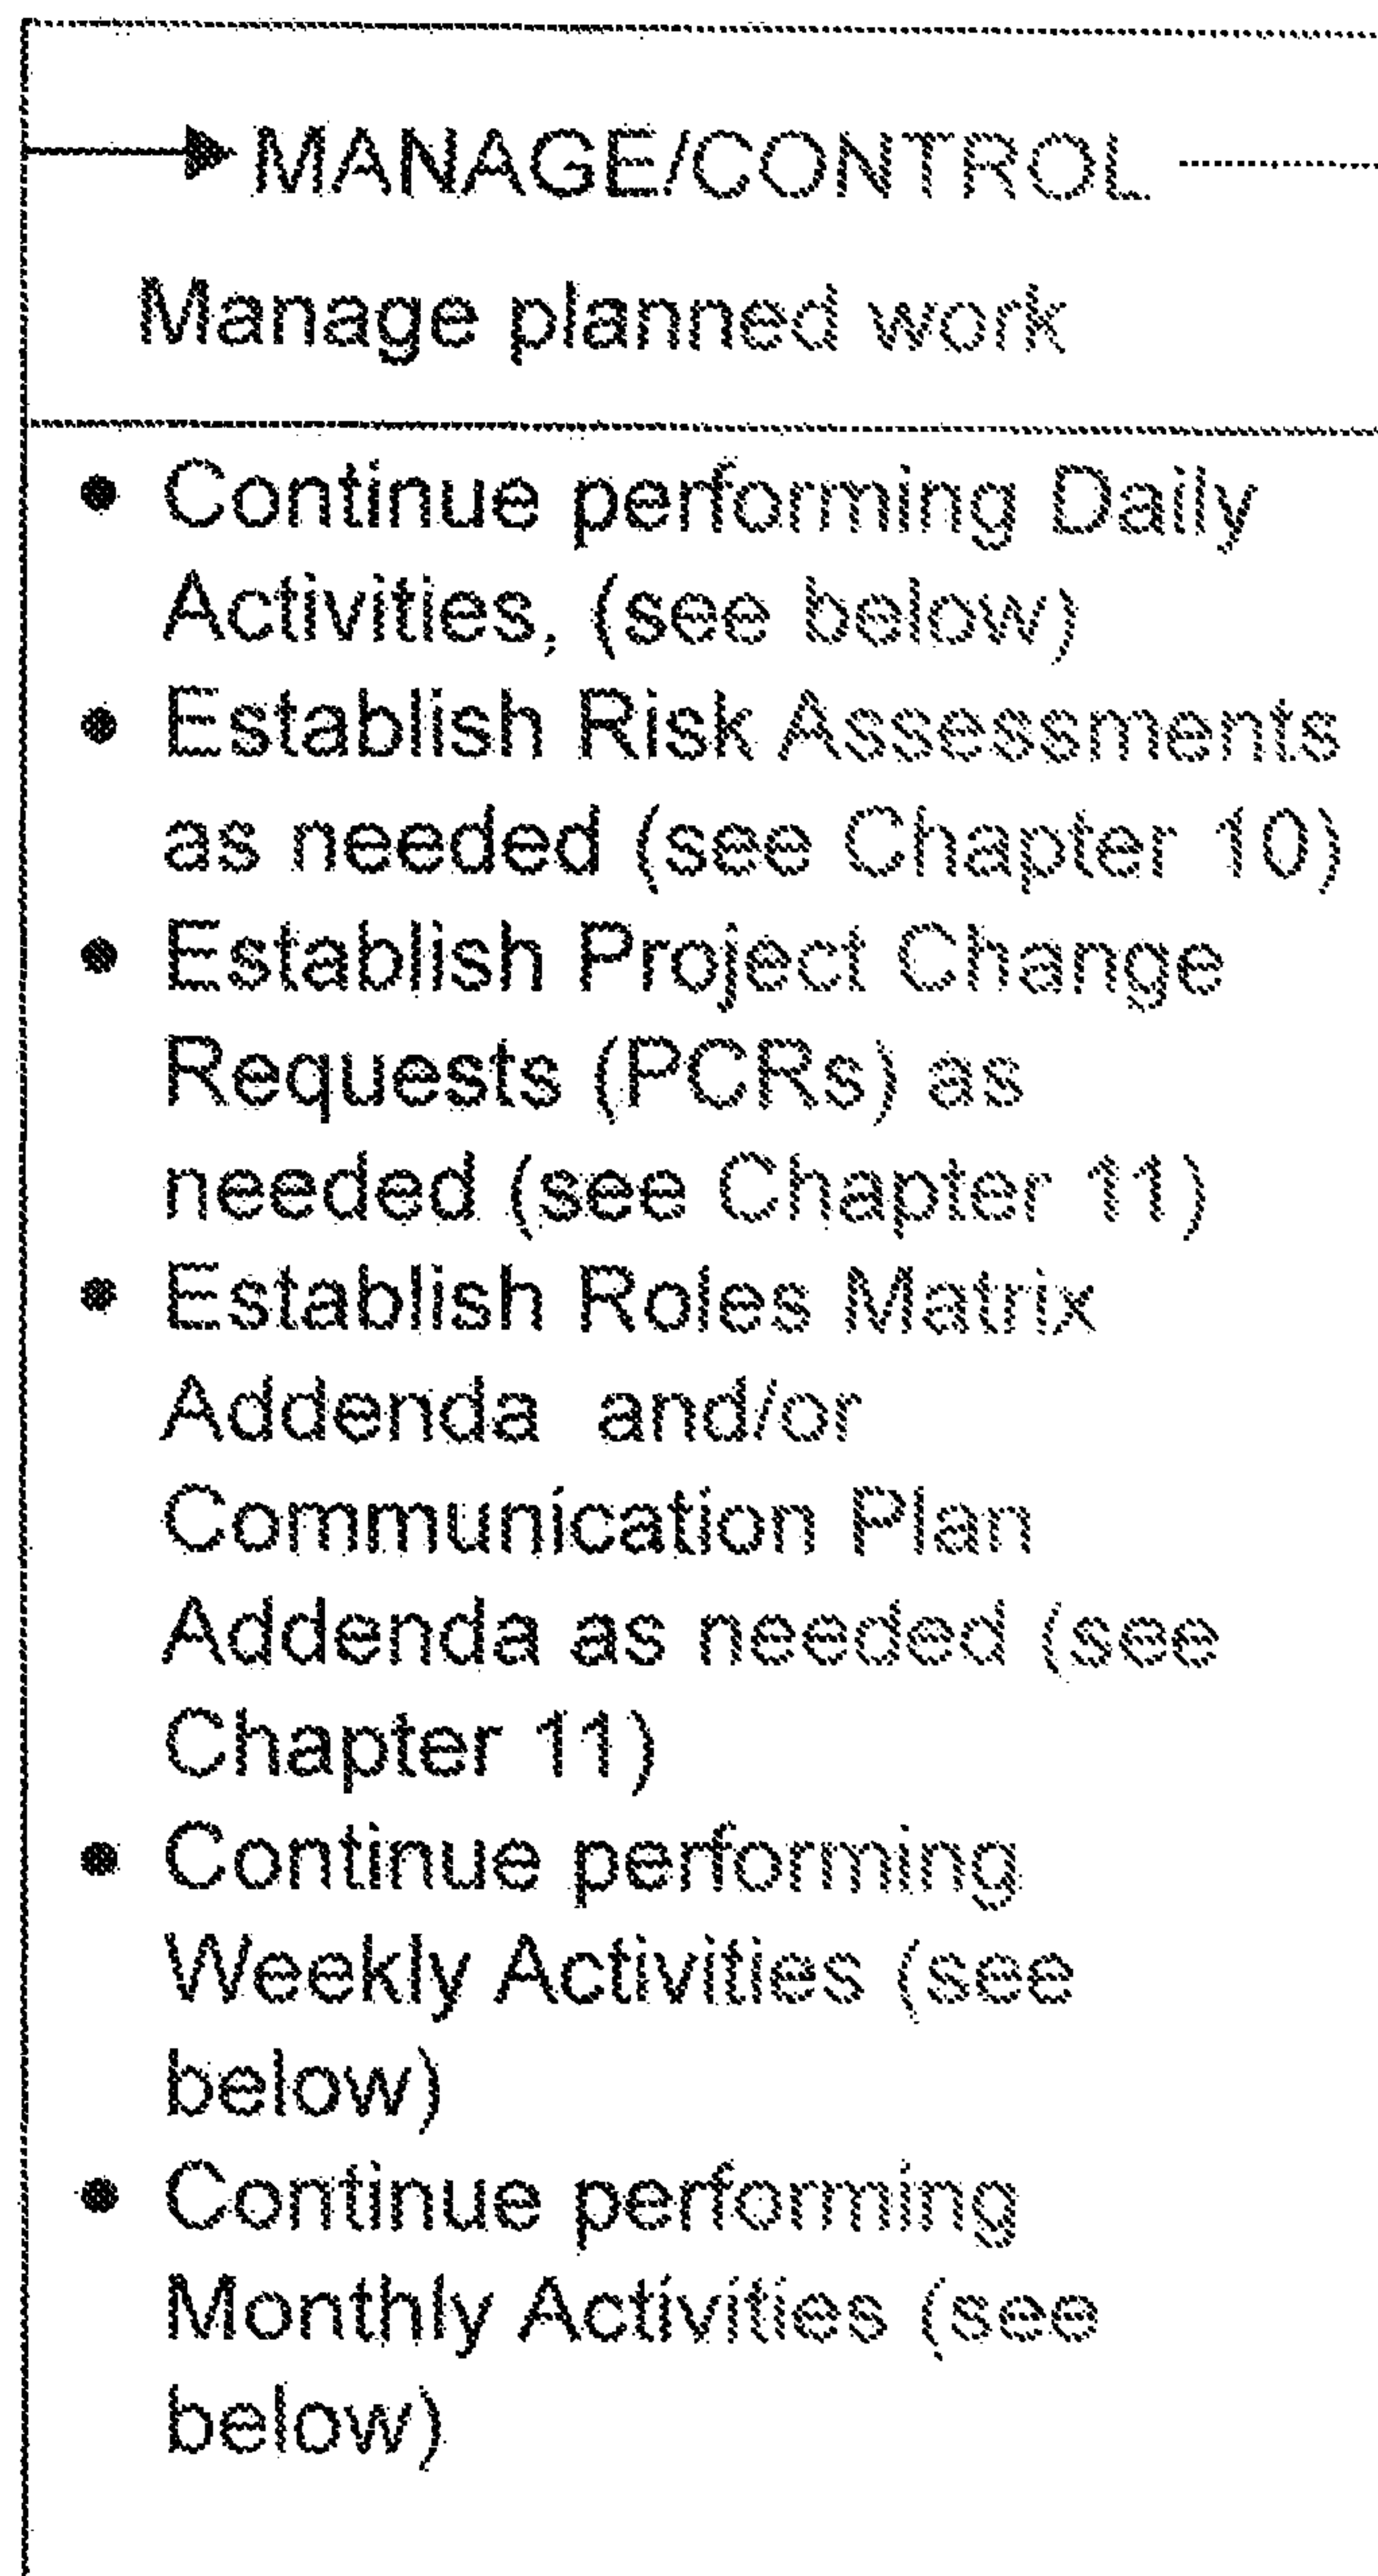 MANAGE/CONTROL
Manage planned work
• Continue performing Daily
Activities, (see below)
• Establish Risk Assessments
as needed (see Chapter 10)
• Establish Project Change
Requests (PCRs) as
needed (see Chapter 11)
• Establish Roles Matrix
Addenda and/or
Communication Plan
Addenda as needed (see
Chapter 11)
• Continue performing
Weekly Activities (see
below)
• Continue performing
Monthly Activities (see
below)